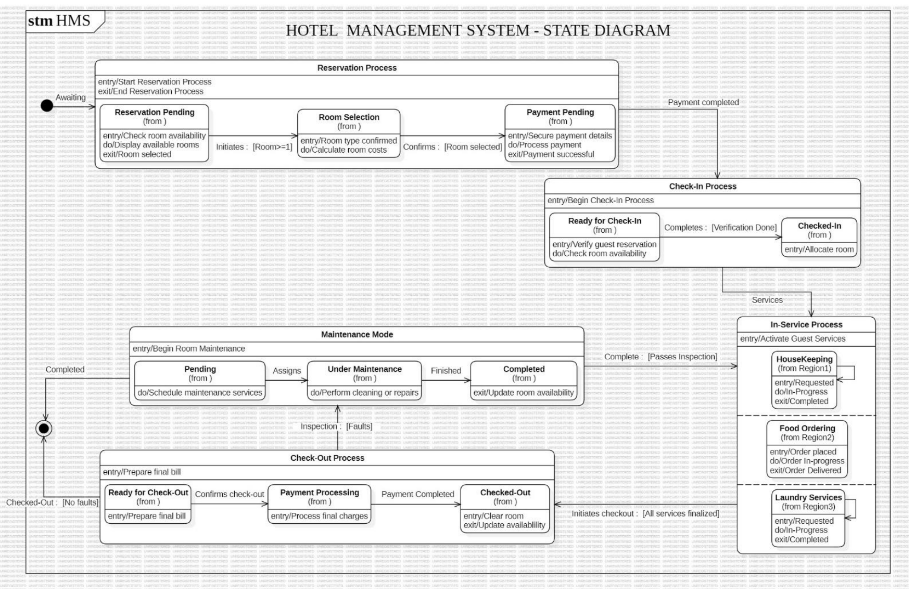 stm HMS
HOTEL MANAGEMENT SYSTEM - STATE DIAGRAM
Reservation Process
entry/Start Reservation Process
exit/End Reservation Process
Awaiting
Reservation Pending
(from )
entry/Check room availability
do/Display available rooms
exit/Room selected
Initiates : [Room>=1]
Room Selection
(from )
entry/Room type confirmed
do/Calculate room costs
Confirms : [Room selected]
Payment Pending
(from )
entry/Secure payment details
do/Process payment
exit/Payment successful
Payment completed
Check-In Process
entry/Begin Check-In Process
Ready for Check-In
(from )
entry/Verify guest reservation
do/Check room availability
Completes : [Verification Done]
Checked-In
(from )
entry/Allocate room
Services
In-Service Process
entry/Activate Guest Services
HouseKeeping
(from Region1)
entry/Requested
do/In-Progress
exit/Completed
Food Ordering
(from Region2)
entry/Order placed
do/Order In-progress
exit/Order Delivered
Laundry Services
(from Region3)
entry/Requested
do/In-Progress
exit/Completed
Maintenance Mode
entry/Begin Room Maintenance
Pending
(from )
do/Schedule maintenance services
Assigns
Under Maintenance
(from )
do/Perform cleaning or repairs
Finished
Completed
(from )
exit/Update room availability
Complete : [Passes Inspection]
Completed
Inspection : [Faults]
Check-Out Process
entry/Prepare final bill
Ready for Check-Out
(from )
entry/Prepare final bill
Confirms check-out
Payment Processing
(from )
entry/Process final charges
Payment Completed
Checked-Out
(from )
entry/Clear room
exit/Update availablility
Checked-Out : [No faults]
Initiates checkout : [All services finalized]